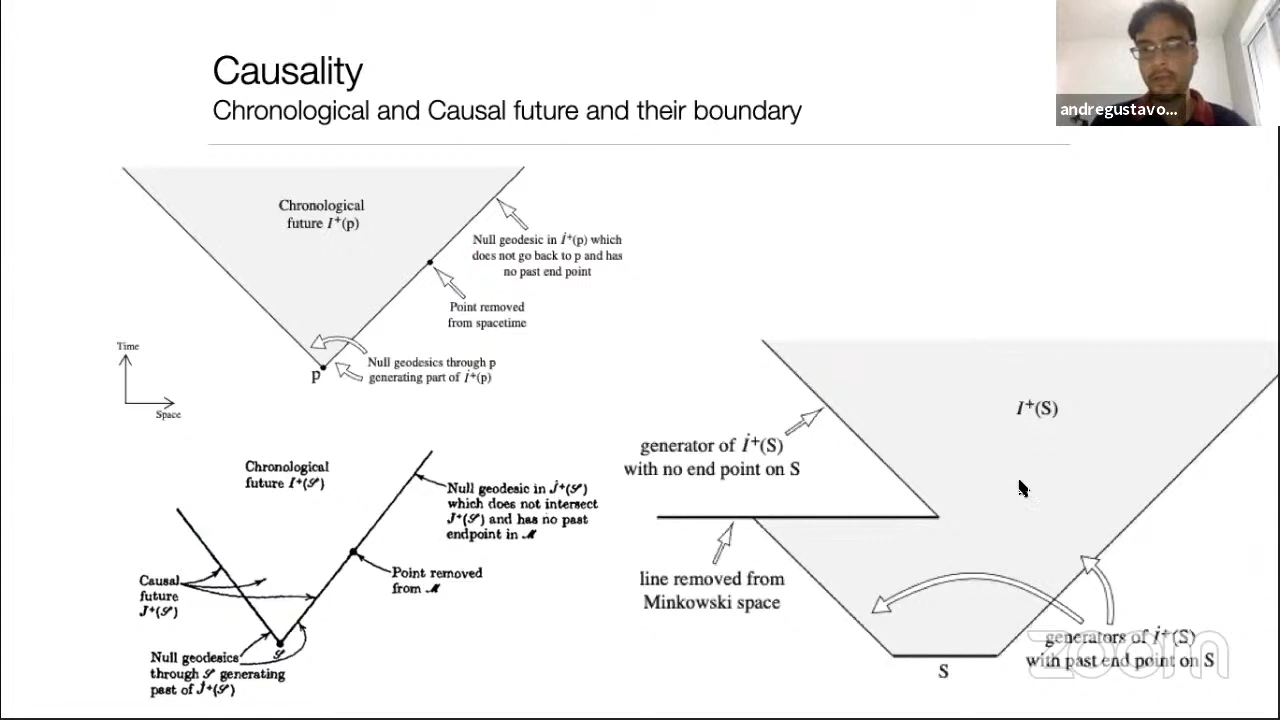 Causality
Chronological and Causal future and their boundary
andregustavo...
Chronological
future I⁺(p)
Null geodesic in İ⁺(p) which
does not go back to p and has
no past end point
Point removed
from spacetime
Null geodesics through p
generating part of İ⁺(p)
p
Time
Space
Chronological
future I⁺(𝒮)
Null geodesic in J̇⁺(𝒮)
which does not intersect
J⁺(𝒮) and has no past
endpoint in ℳ
Point removed
from ℳ
Causal
future
J⁺(𝒮)
𝒮
Null geodesics
through 𝒮 generating
past of J̇⁺(𝒮)
I⁺(S)
generator of İ⁺(S)
with no end point on S
line removed from
Minkowski space
generators of İ⁺(S)
with past end point on S
S
zoom